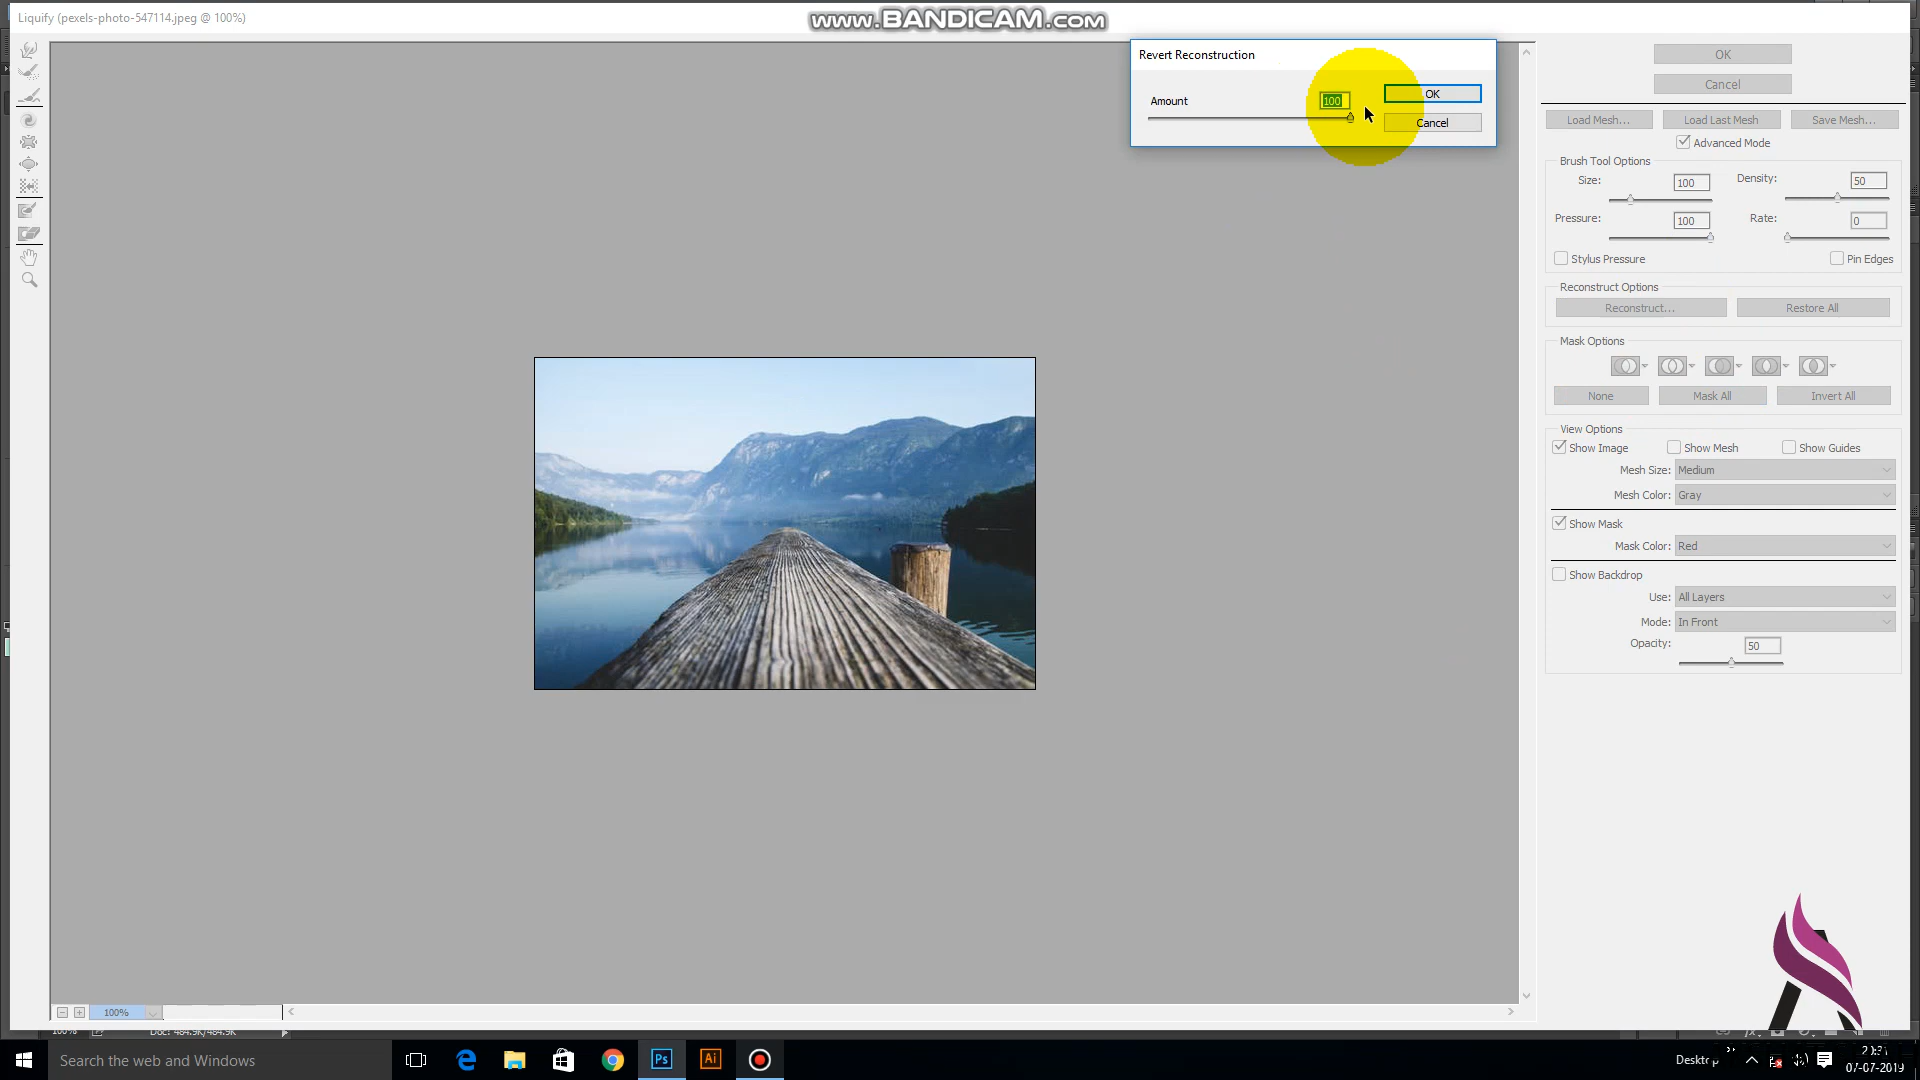 Liquify (pexels-photo-547114.jpeg @ 100%)
www.BANDICAM.com
Revert Reconstruction
Amount
100
OK
Cancel
OK
Cancel
Load Mesh...
Load Last Mesh
Save Mesh...
Advanced Mode
Brush Tool Options
Size:
100
Density:
50
Pressure:
100
Rate:
0
Stylus Pressure
Pin Edges
Reconstruct Options
Reconstruct...
Restore All
Mask Options
None
Mask All
Invert All
View Options
Show Image
Show Mesh
Show Guides
Mesh Size:
Medium
Mesh Color:
Gray
Show Mask
Mask Color:
Red
Show Backdrop
Use:
All Layers
Mode:
In Front
Opacity:
50
100%
100%
Doc: 484.9K/484.9K
Search the web and Windows
Ps
Ai
Desktop
20:31
07-07-2019